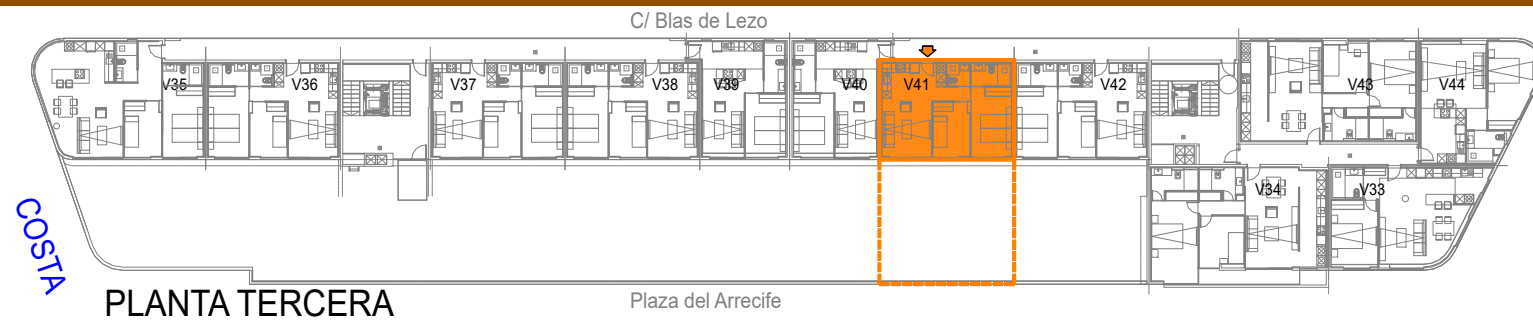 C/ Blas de Lezo
V35
V36
V37
V38
V39
V40
V41
V42
V43
V44
V34
V33
COSTA
PLANTA TERCERA
Plaza del Arrecife